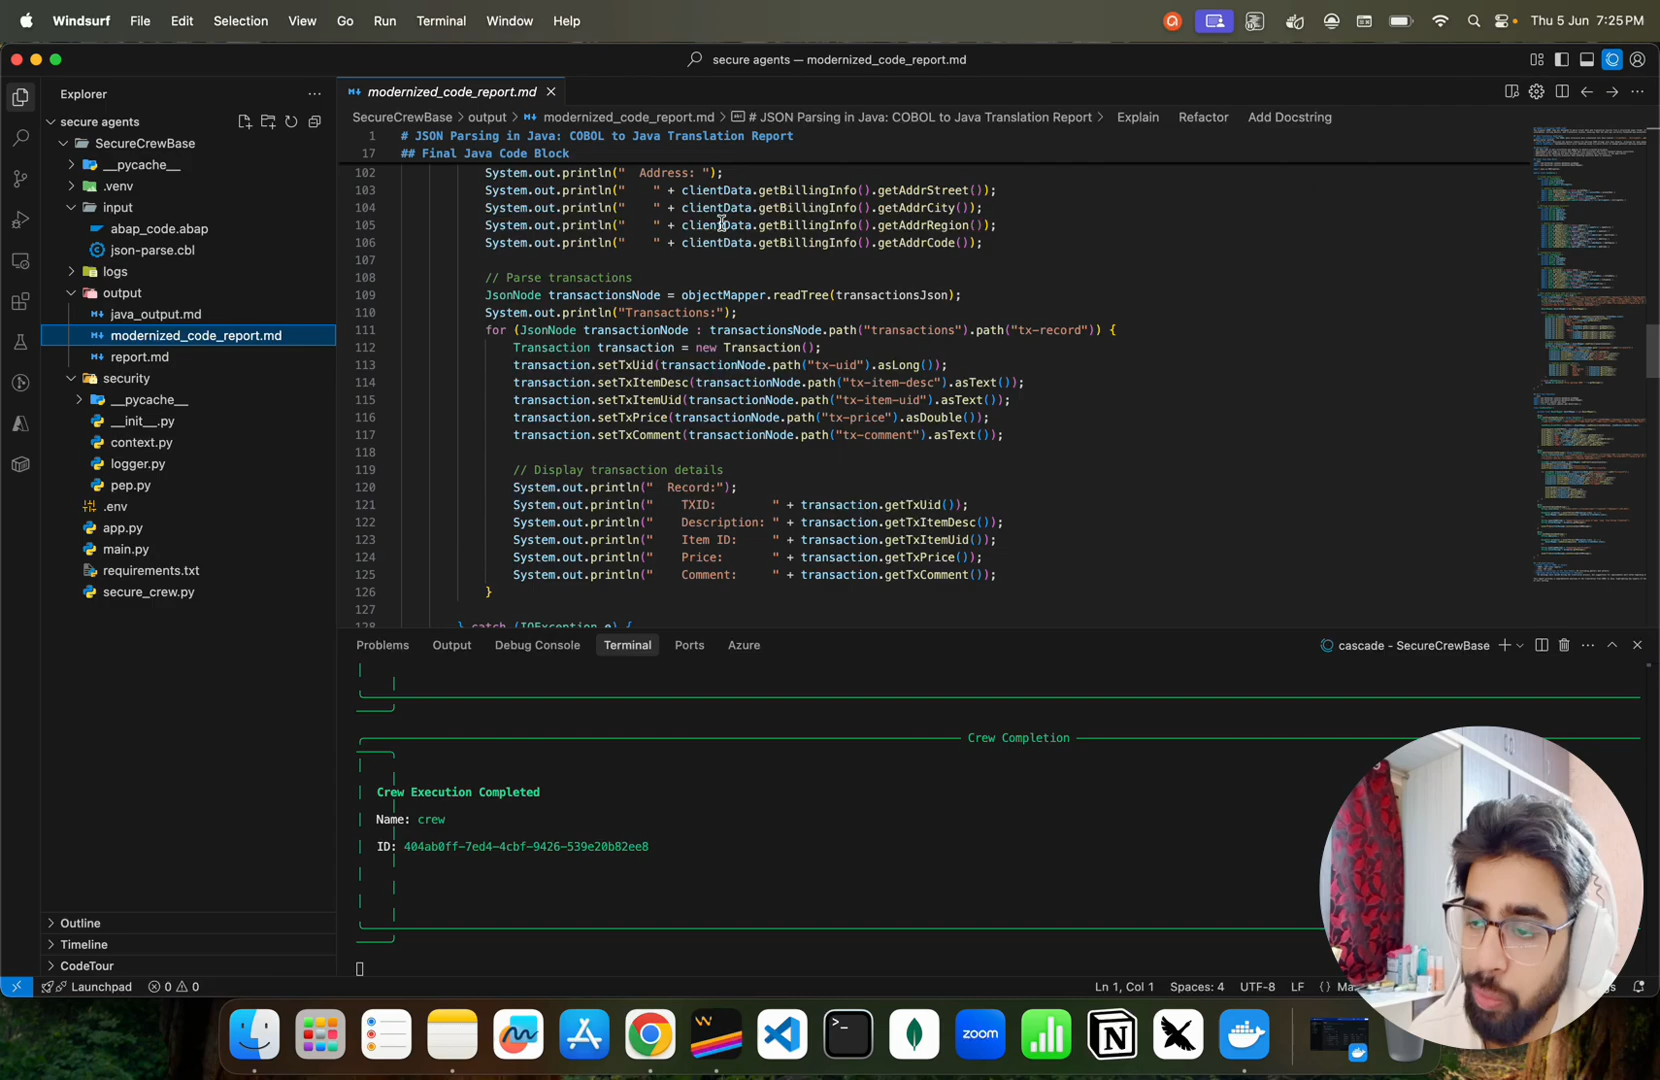 Windsurf File Edit Selection View Go Run Terminal Window Help Thu 5 Jun 7:25 PM
secure agents — modernized_code_report.md
Explorer
modernized_code_report.md
secure agents
SecureCrewBase > output > modernized_code_report.md > # JSON Parsing in Java: COBOL to Java Translation Report Explain Refactor Add Docstring
SecureCrewBase
__pycache__
.venv
input
abap_code.abap
json-parse.cbl
logs
output
java_output.md
modernized_code_report.md
report.md
security
__pycache__
__init__.py
context.py
logger.py
pep.py
.env
app.py
main.py
requirements.txt
secure_crew.py
Outline
Timeline
CodeTour
1 # JSON Parsing in Java: COBOL to Java Translation Report
17 ## Final Java Code Block
102 System.out.println("  Address: ");
103 System.out.println("    " + clientData.getBillingInfo().getAddrStreet());
104 System.out.println("    " + clientData.getBillingInfo().getAddrCity());
105 System.out.println("    " + clientData.getBillingInfo().getAddrRegion());
106 System.out.println("    " + clientData.getBillingInfo().getAddrCode());
107
108 // Parse transactions
109 JsonNode transactionsNode = objectMapper.readTree(transactionsJson);
110 System.out.println("Transactions:");
111 for (JsonNode transactionNode : transactionsNode.path("transactions").path("tx-record")) {
112 Transaction transaction = new Transaction();
113 transaction.setTxUid(transactionNode.path("tx-uid").asLong());
114 transaction.setTxItemDesc(transactionNode.path("tx-item-desc").asText());
115 transaction.setTxItemUid(transactionNode.path("tx-item-uid").asText());
116 transaction.setTxPrice(transactionNode.path("tx-price").asDouble());
117 transaction.setTxComment(transactionNode.path("tx-comment").asText());
118
119 // Display transaction details
120 System.out.println("  Record:");
121 System.out.println("    TXID:        " + transaction.getTxUid());
122 System.out.println("    Description: " + transaction.getTxItemDesc());
123 System.out.println("    Item ID:     " + transaction.getTxItemUid());
124 System.out.println("    Price:       " + transaction.getTxPrice());
125 System.out.println("    Comment:     " + transaction.getTxComment());
126 }
127
128 } catch (IOException e) {
Problems Output Debug Console Terminal Ports Azure cascade - SecureCrewBase
Crew Completion
Crew Execution Completed
Name: crew
ID: 404ab0ff-7ed4-4cbf-9426-539e20b82ee8
Launchpad 0 0 Ln 1, Col 1 Spaces: 4 UTF-8 LF { }
zoom